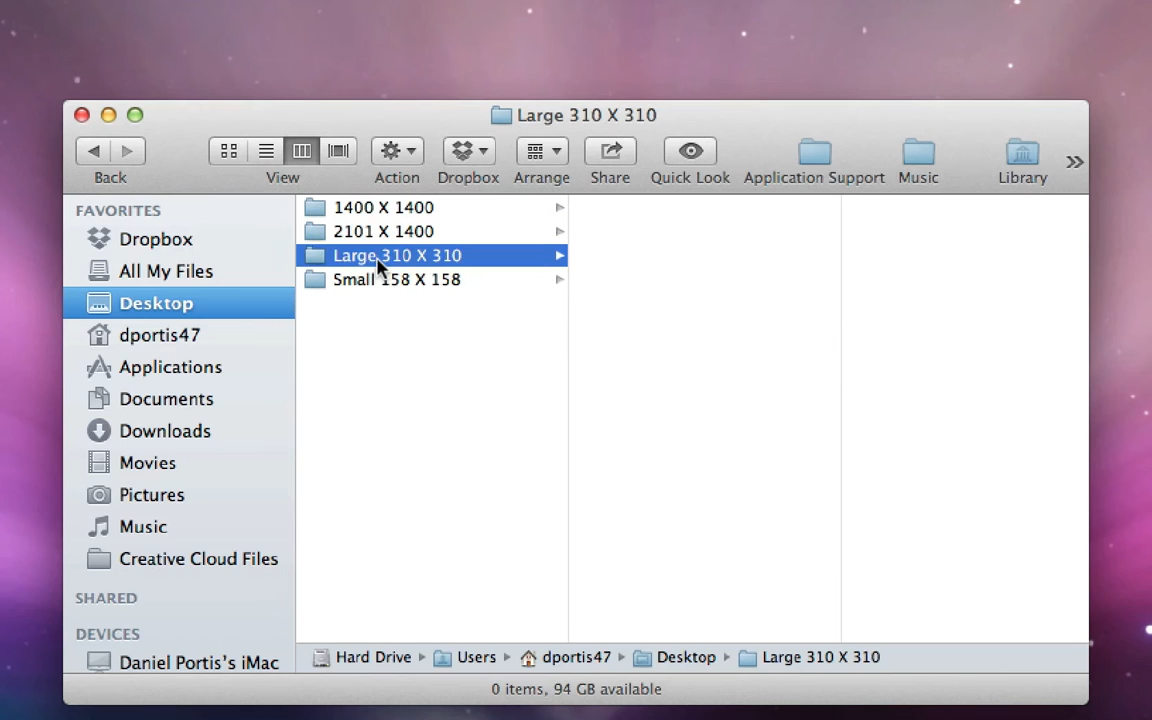 Large 310 X 310
Back
View
Action
Dropbox
Arrange
Share
Quick Look
Application Support
Music
Library
FAVORITES
Dropbox
All My Files
Desktop
dportis47
Applications
Documents
Downloads
Movies
Pictures
Music
Creative Cloud Files
SHARED
DEVICES
Daniel Portis's iMac
1400 X 1400
2101 X 1400
Large 310 X 310
Small 158 X 158
Hard Drive Users dportis47 Desktop Large 310 X 310
0 items, 94 GB available